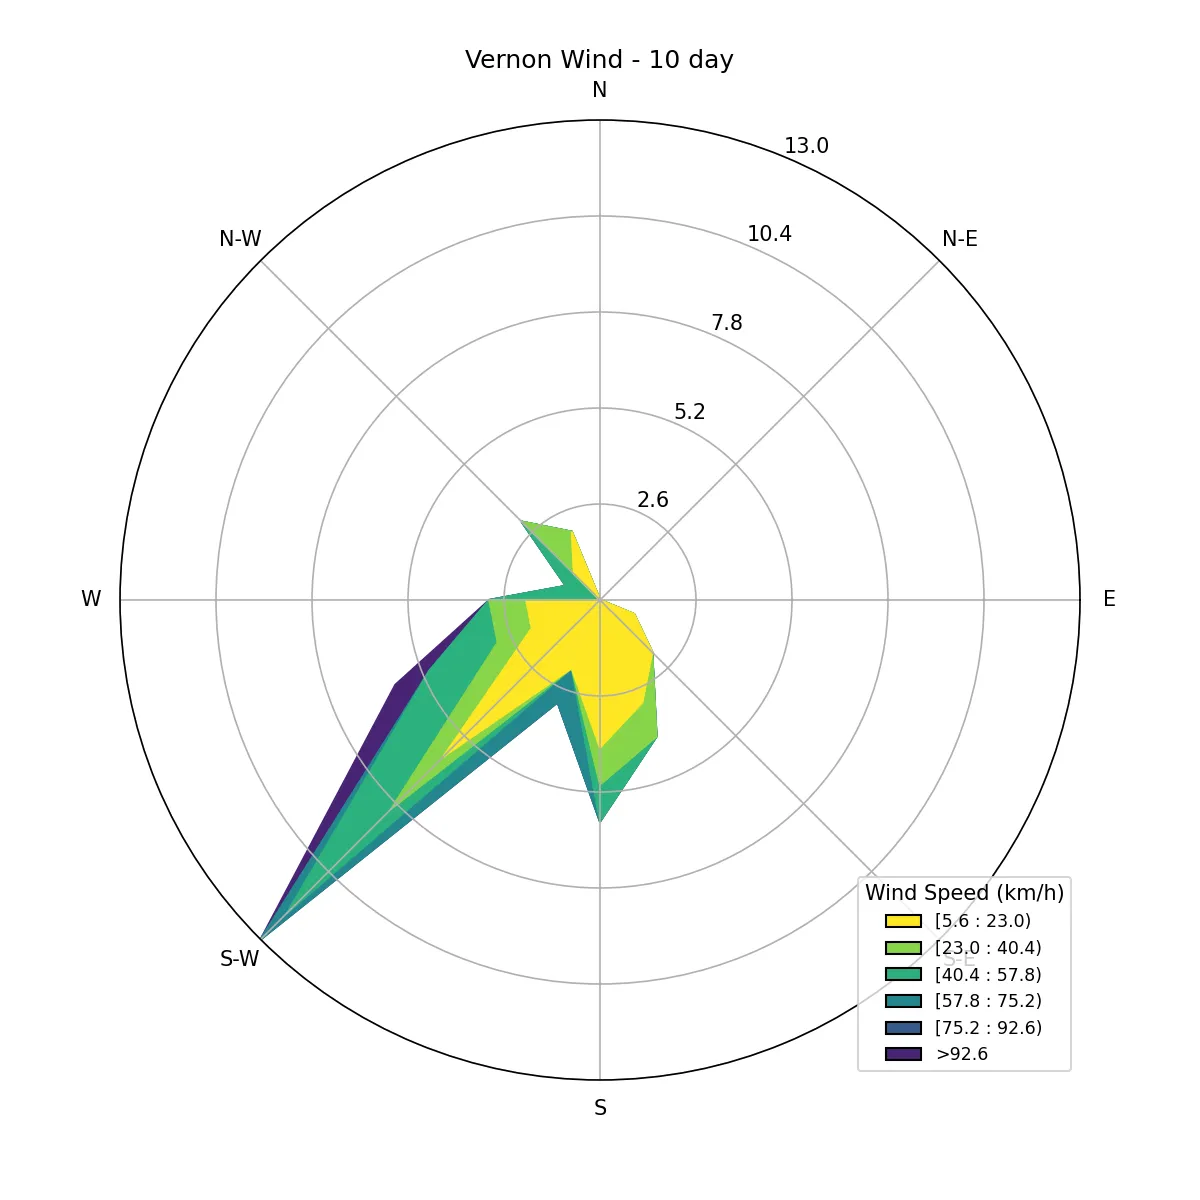 Vernon Wind - 10 day
N
13.0
10.4
N-W
N-E
7.8
5.2
2.6
W
E
Wind Speed (km/h)
[5.6 : 23.0)
[23.0 : 40.4)
S-W
S-E
[40.4 : 57.8)
[57.8 : 75.2)
[75.2 : 92.6)
>92.6
S